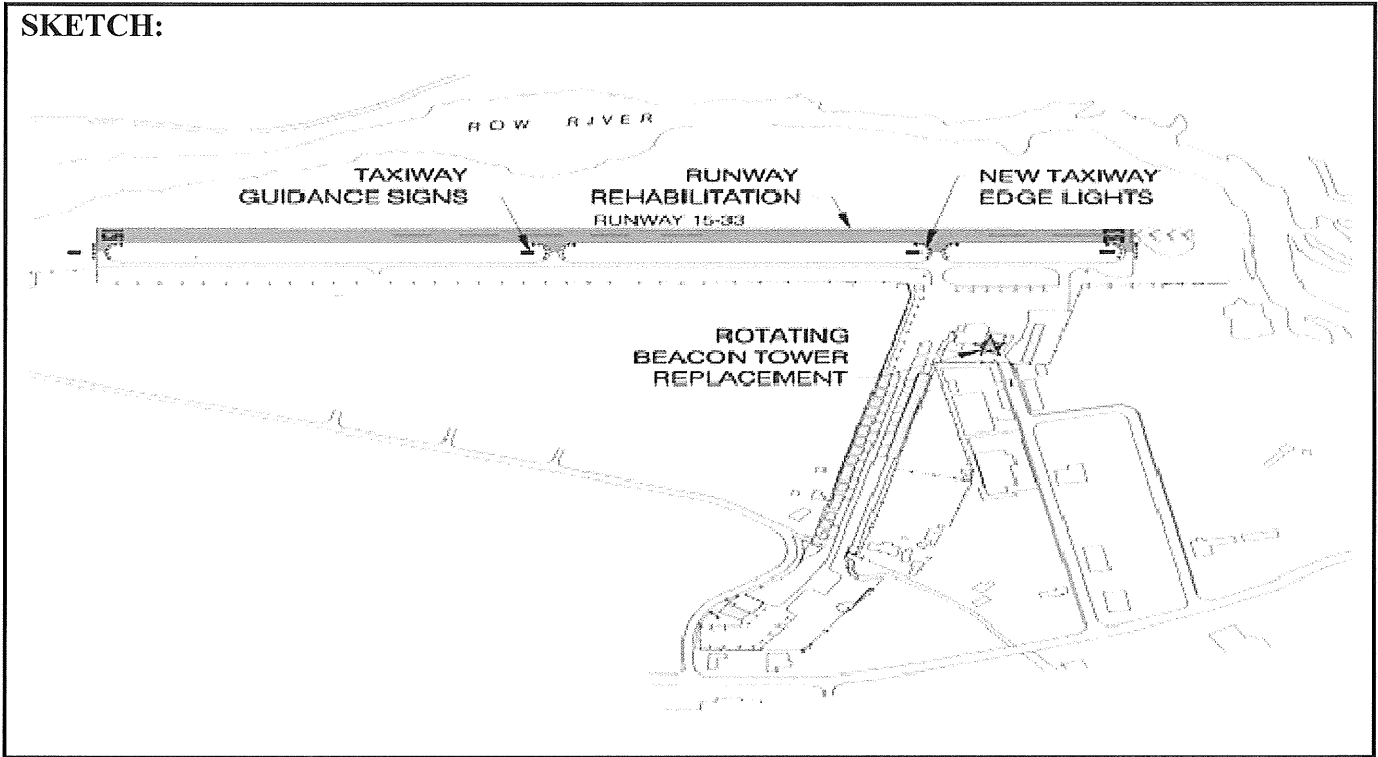 SKETCH:
ROW RIVER
TAXIWAY
GUIDANCE SIGNS
RUNWAY
REHABILITATION
RUNWAY 15-33
NEW TAXIWAY
EDGE LIGHTS
ROTATING
BEACON TOWER
REPLACEMENT